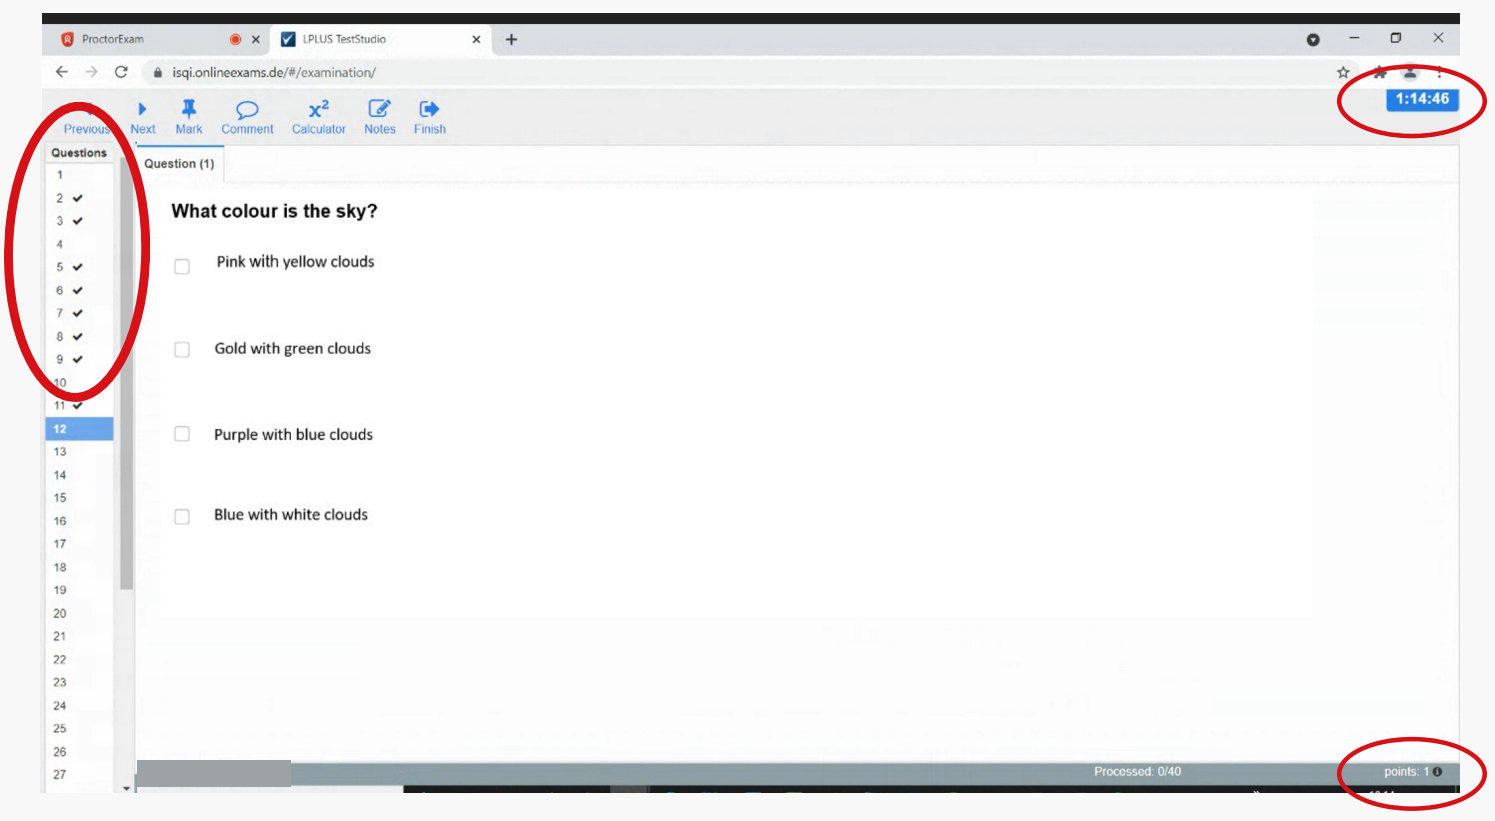 ProctorExam
LPLUS TestStudio
isqi.onlineexams.de/#/examination/
1:14:46
Previous Next Mark Comment Calculator Notes Finish
x²
Questions
Question (1)
1
2
3
4
5
6
7
8
9
10
11
12
13
14
15
16
17
18
19
20
21
22
23
24
25
26
27
What colour is the sky?
Pink with yellow clouds
Gold with green clouds
Purple with blue clouds
Blue with white clouds
Processed: 0/40
points: 1